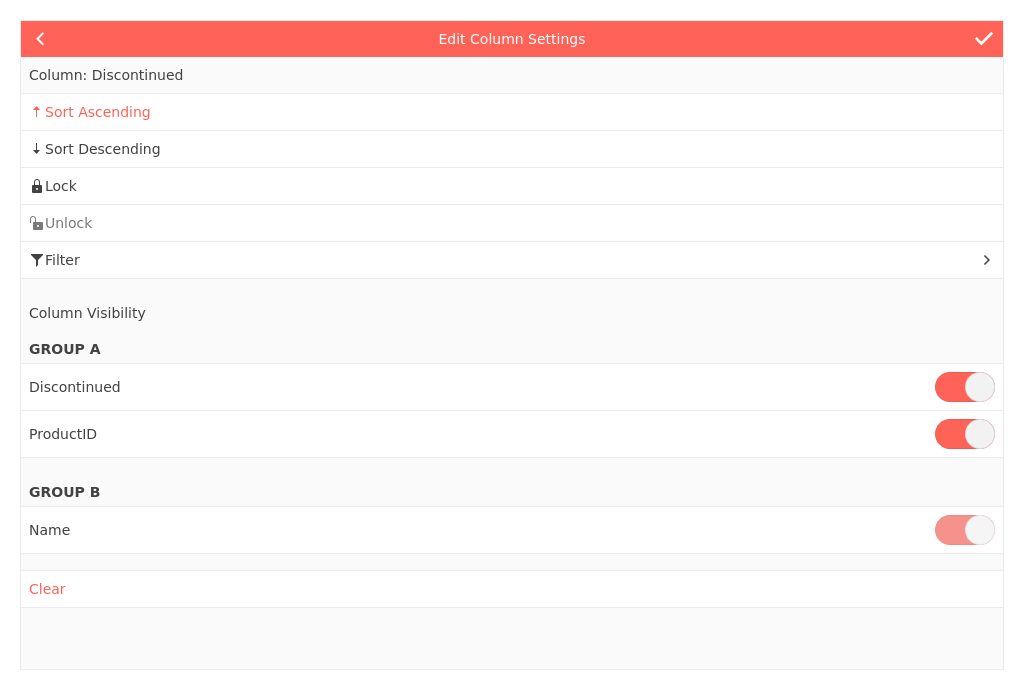 Edit Column Settings
Column: Discontinued
Sort Ascending
Sort Descending
Lock
Unlock
Filter
Column Visibility
GROUP A
Discontinued
ProductID
GROUP B
Name
Clear